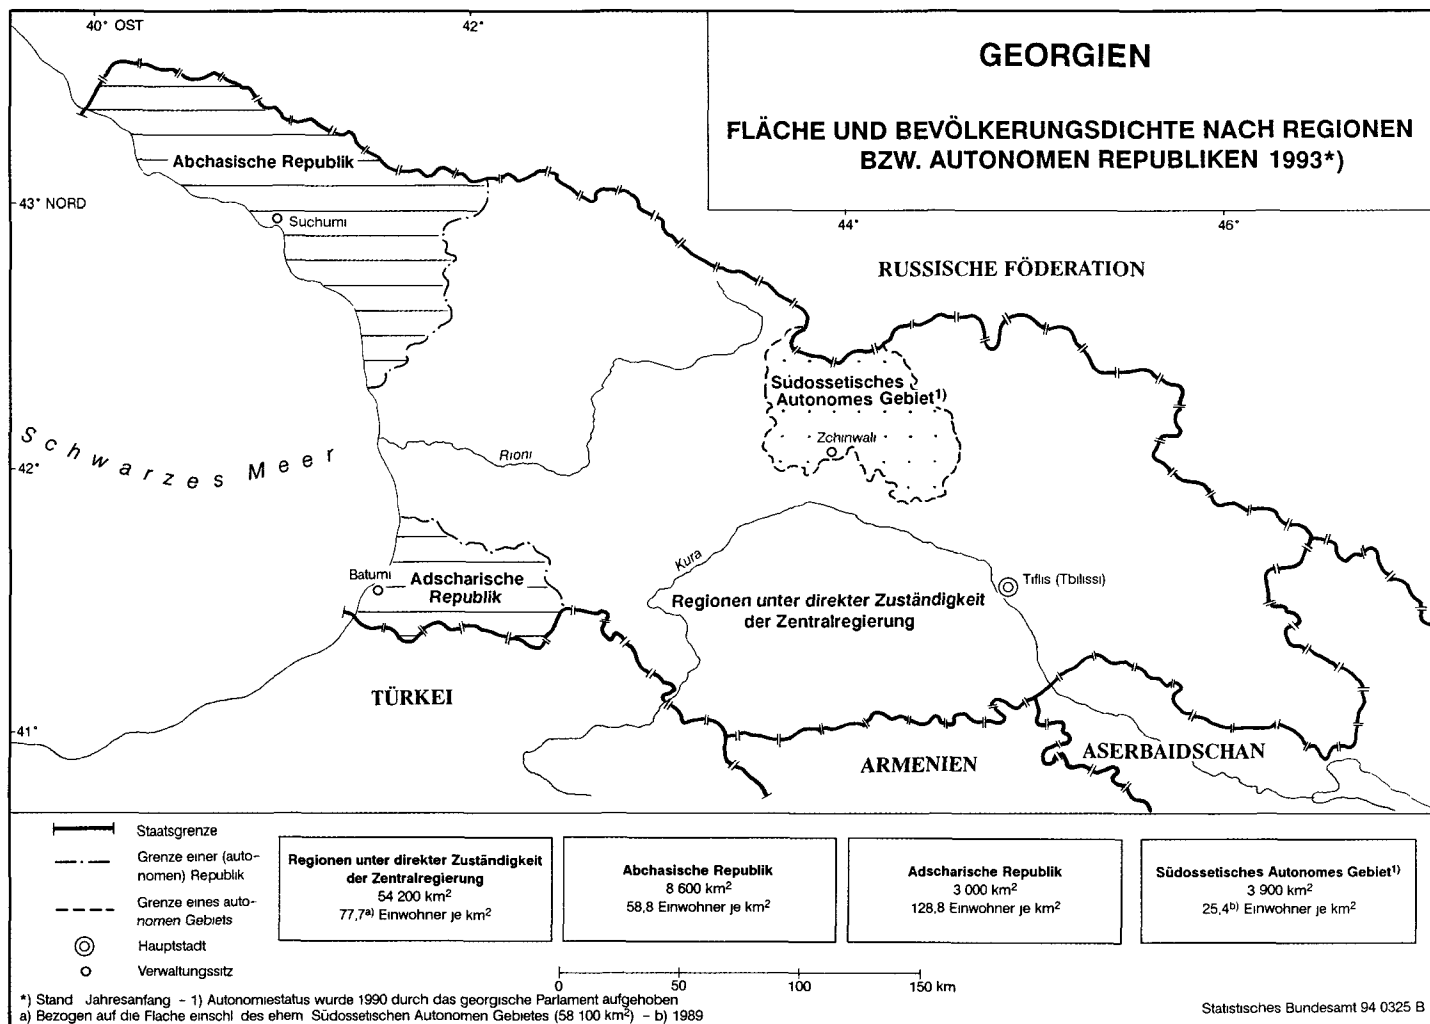 40° OST
42°
GEORGIEN
FLÄCHE UND BEVÖLKERUNGSDICHTE NACH REGIONEN
BZW. AUTONOMEN REPUBLIKEN 1993*)
Abchasische Republik
43° NORD
Suchumi
44°
46°
RUSSISCHE FÖDERATION
Südossetisches
Autonomes Gebiet¹)
Zchinwali
Schwarzes Meer
42°
Rioni
Kura
Batumi
Adscharische
Republik
Tiflis (Tbilissi)
Regionen unter direkter Zuständigkeit
der Zentralregierung
TÜRKEI
41°
ARMENIEN
ASERBAIDSCHAN
Staatsgrenze
Grenze einer (auto-
nomen) Republik
Grenze eines auto-
nomen Gebiets
Hauptstadt
Verwaltungssitz
Regionen unter direkter Zuständigkeit
der Zentralregierung
54 200 km²
77,7ᵃ⁾ Einwohner je km²
Abchasische Republik
8 600 km²
58,8 Einwohner je km²
Adscharische Republik
3 000 km²
128,8 Einwohner je km²
Südossetisches Autonomes Gebiet¹⁾
3 900 km²
25,4ᵇ⁾ Einwohner je km²
0 50 100 150 km
*) Stand Jahresanfang - 1) Autonomiestatus wurde 1990 durch das georgische Parlament aufgehoben
a) Bezogen auf die Flache einschl des ehem Südossetischen Autonomen Gebietes (58 100 km²) - b) 1989
Statistisches Bundesamt 94 0325 B